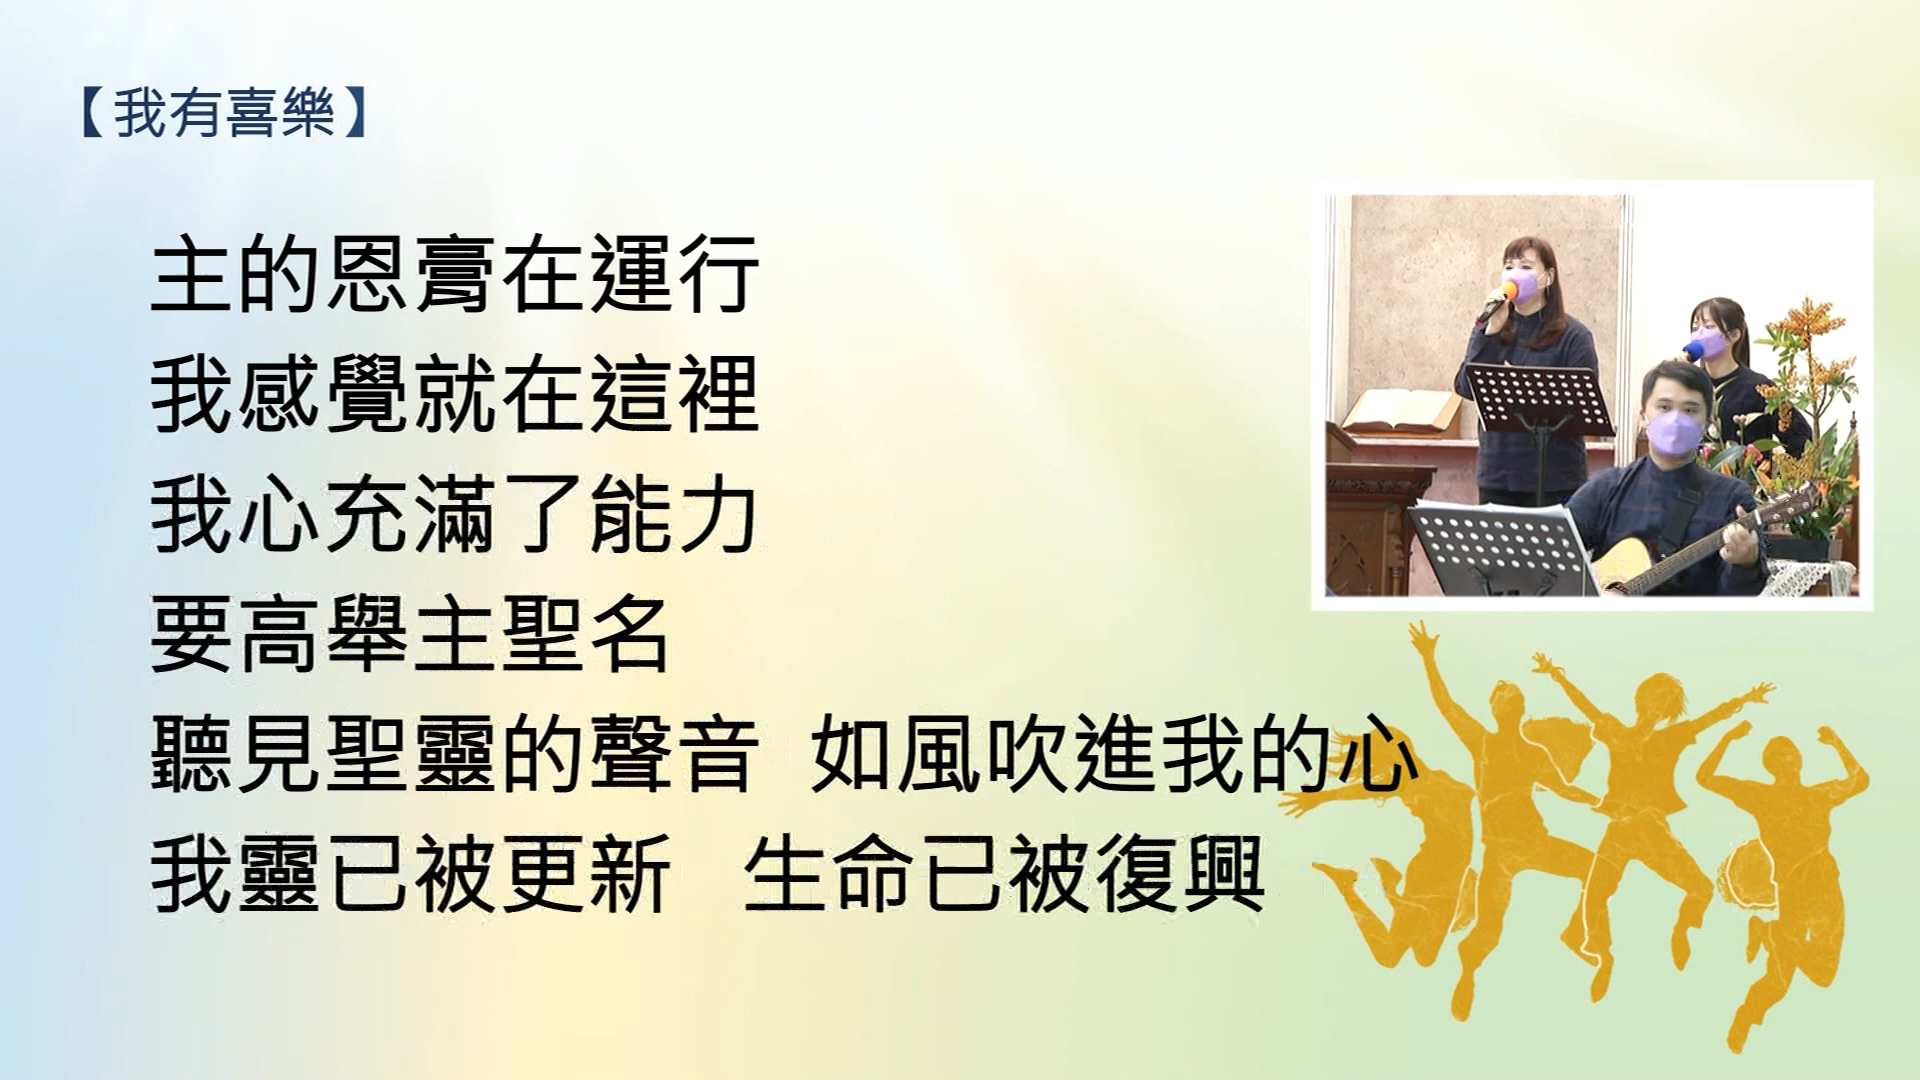 【我有喜樂】
主的恩膏在運行
我感覺就在這裡
我心充滿了能力
要高舉主聖名
聽見聖靈的聲音 如風吹進我的心
我靈已被更新 生命已被復興